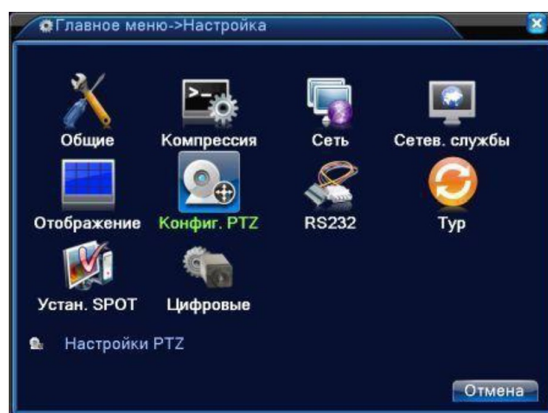 Главное меню->Настройка
Общие Компрессия Сеть Сетев. службы
Отображение Конфиг. PTZ RS232 Тур
Устан. SPOT Цифровые
Настройки PTZ
Отмена